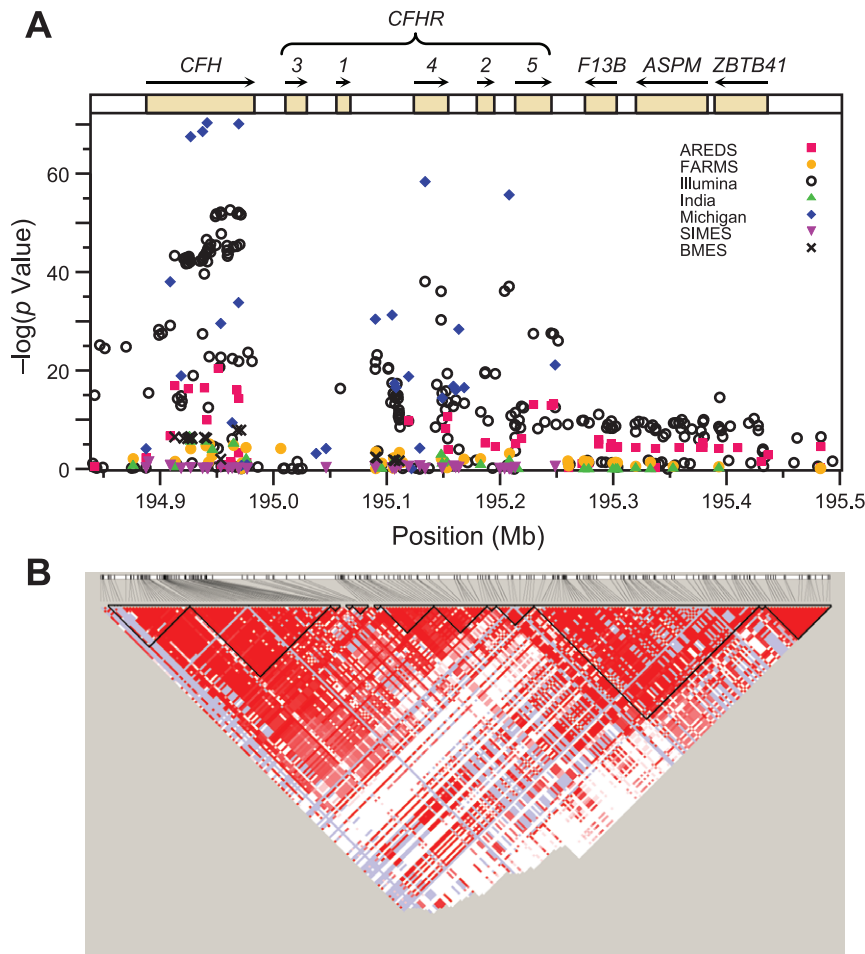 A
CFHR
CFH 3 1 4 2 5 F13B ASPM ZBTB41
AREDS
FARMS
Illumina
India
Michigan
SIMES
BMES
–log(p Value)
60
40
20
0
194.9 195.0 195.1 195.2 195.3 195.4 195.5
Position (Mb)
B